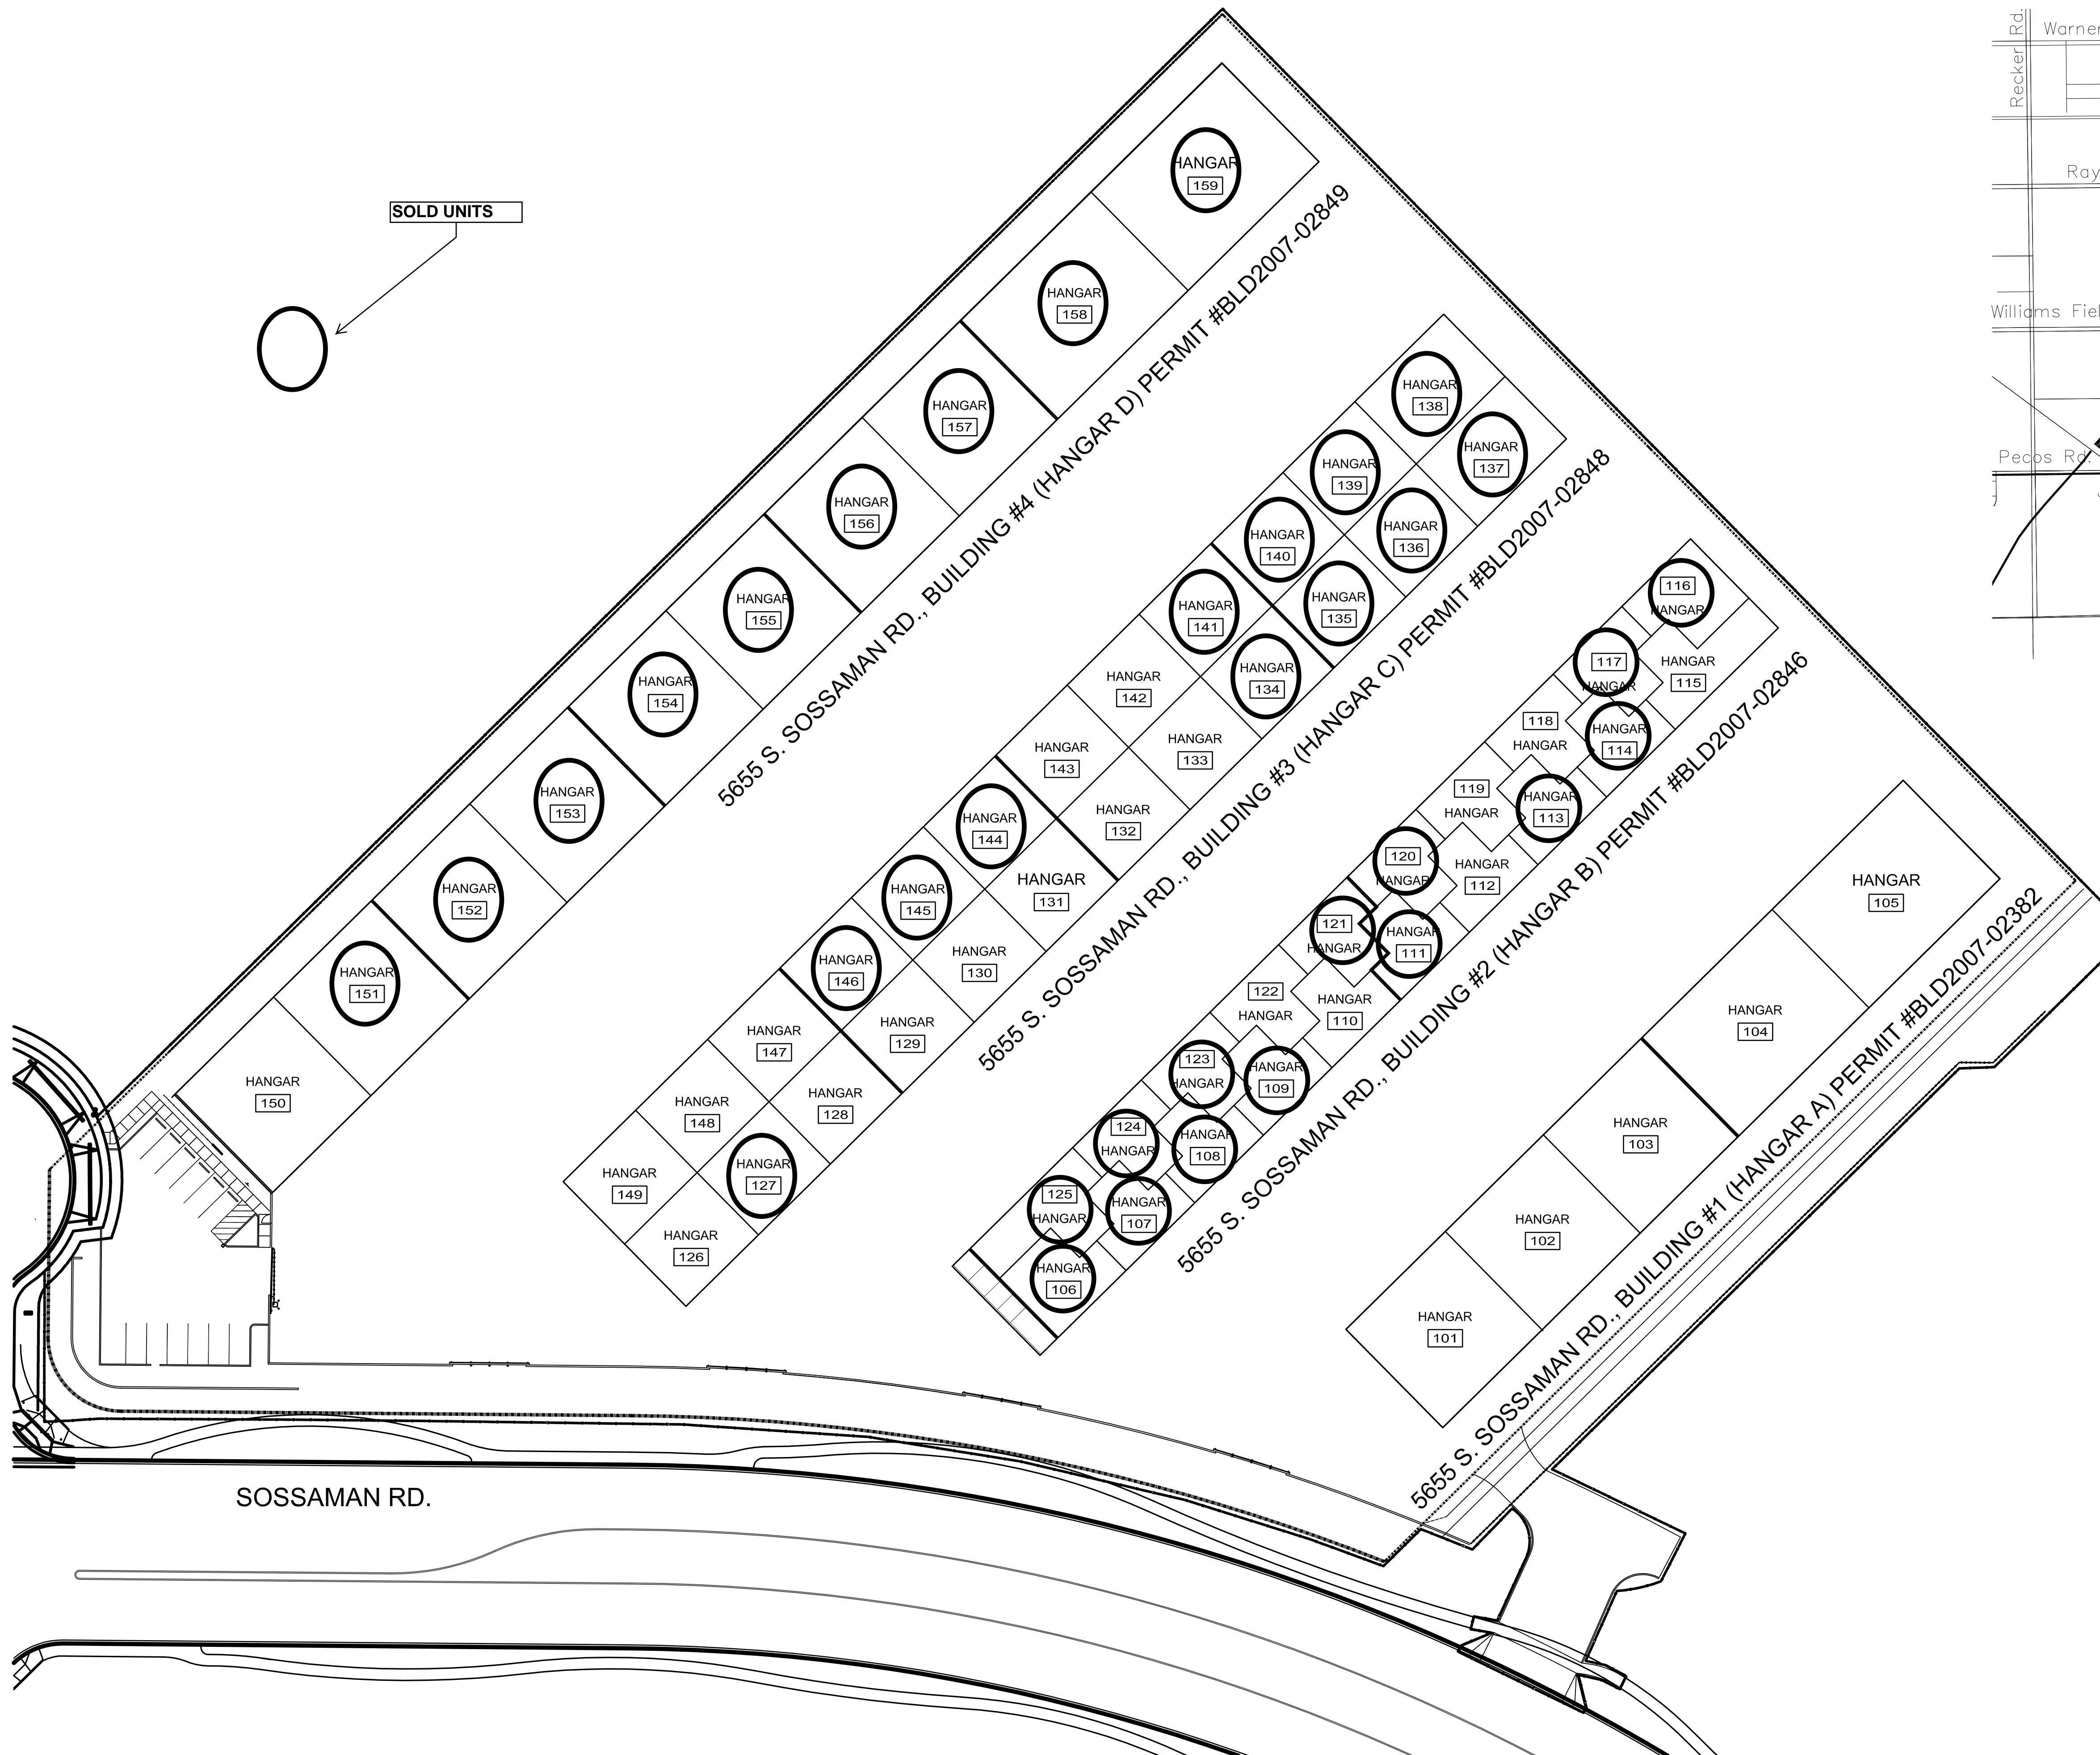 Recker Rd.
Warner
Ray
Williams Fiel
Pecos Rd.
SOLD UNITS
HANGAR
159
HANGAR
158
HANGAR
157
HANGAR
156
HANGAR
155
HANGAR
154
HANGAR
153
HANGAR
152
HANGAR
151
HANGAR
150
5655 S. SOSSAMAN RD., BUILDING #4 (HANGAR D) PERMIT #BLD2007-02849
HANGAR
138
HANGAR
137
HANGAR
139
HANGAR
136
HANGAR
140
HANGAR
135
HANGAR
141
HANGAR
134
HANGAR
142
HANGAR
133
HANGAR
143
HANGAR
132
HANGAR
144
HANGAR
131
HANGAR
145
HANGAR
130
HANGAR
146
HANGAR
129
HANGAR
147
HANGAR
128
HANGAR
148
HANGAR
127
HANGAR
149
HANGAR
126
5655 S. SOSSAMAN RD., BUILDING #3 (HANGAR C) PERMIT #BLD2007-02848
116
HANGAR
HANGAR
115
117
HANGAR
HANGAR
114
118
HANGAR
HANGAR
113
119
HANGAR
HANGAR
112
120
HANGAR
HANGAR
111
121
HANGAR
HANGAR
110
122
HANGAR
HANGAR
109
123
HANGAR
HANGAR
108
124
HANGAR
HANGAR
107
125
HANGAR
HANGAR
106
5655 S. SOSSAMAN RD., BUILDING #2 (HANGAR B) PERMIT #BLD2007-02846
HANGAR
105
HANGAR
104
HANGAR
103
HANGAR
102
HANGAR
101
5655 S. SOSSAMAN RD., BUILDING #1 (HANGAR A) PERMIT #BLD2007-02382
SOSSAMAN RD.